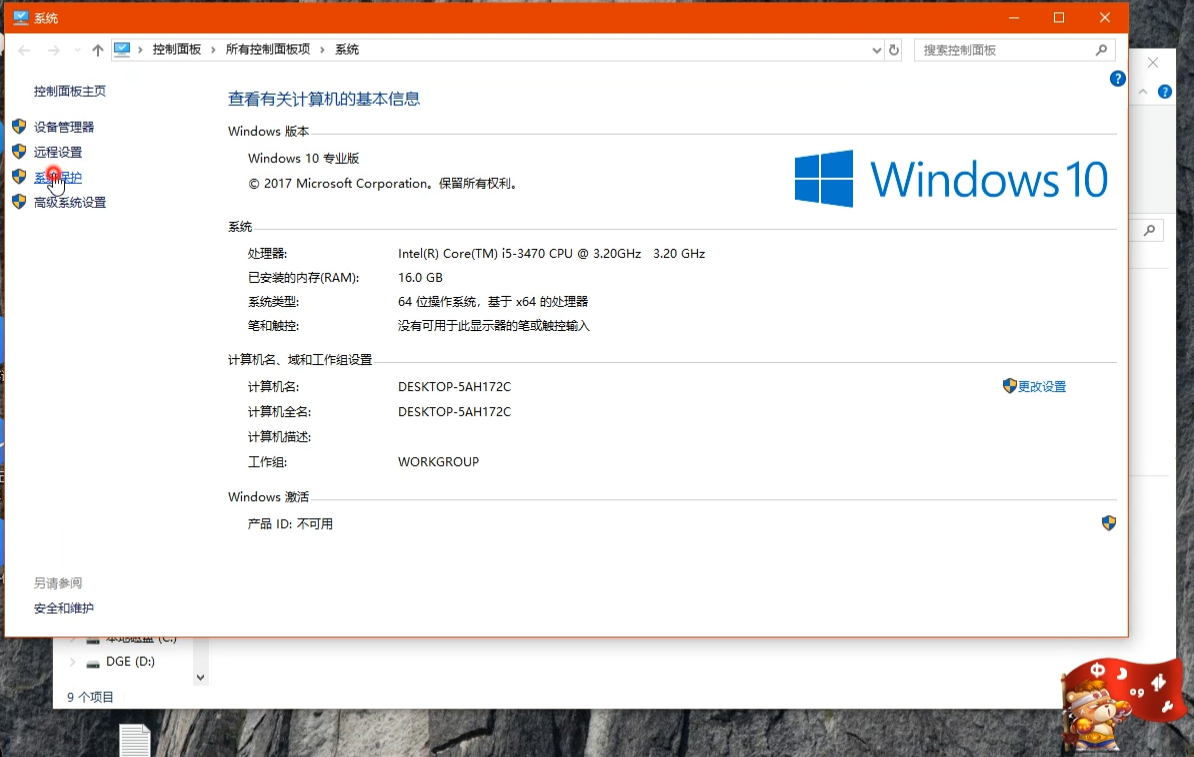 系统
控制面板 › 所有控制面板项 › 系统
搜索控制面板
控制面板主页
设备管理器
远程设置
系统保护
高级系统设置
查看有关计算机的基本信息
Windows 版本
Windows 10 专业版
© 2017 Microsoft Corporation。保留所有权利。
Windows 10
系统
处理器: Intel(R) Core(TM) i5-3470 CPU @ 3.20GHz 3.20 GHz
已安装的内存(RAM): 16.0 GB
系统类型: 64 位操作系统，基于 x64 的处理器
笔和触控: 没有可用于此显示器的笔或触控输入
计算机名、域和工作组设置
计算机名: DESKTOP-5AH172C
更改设置
计算机全名: DESKTOP-5AH172C
计算机描述:
工作组: WORKGROUP
Windows 激活
产品 ID: 不可用
另请参阅
安全和维护
本地磁盘 (C:)
DGE (D:)
9 个项目
中